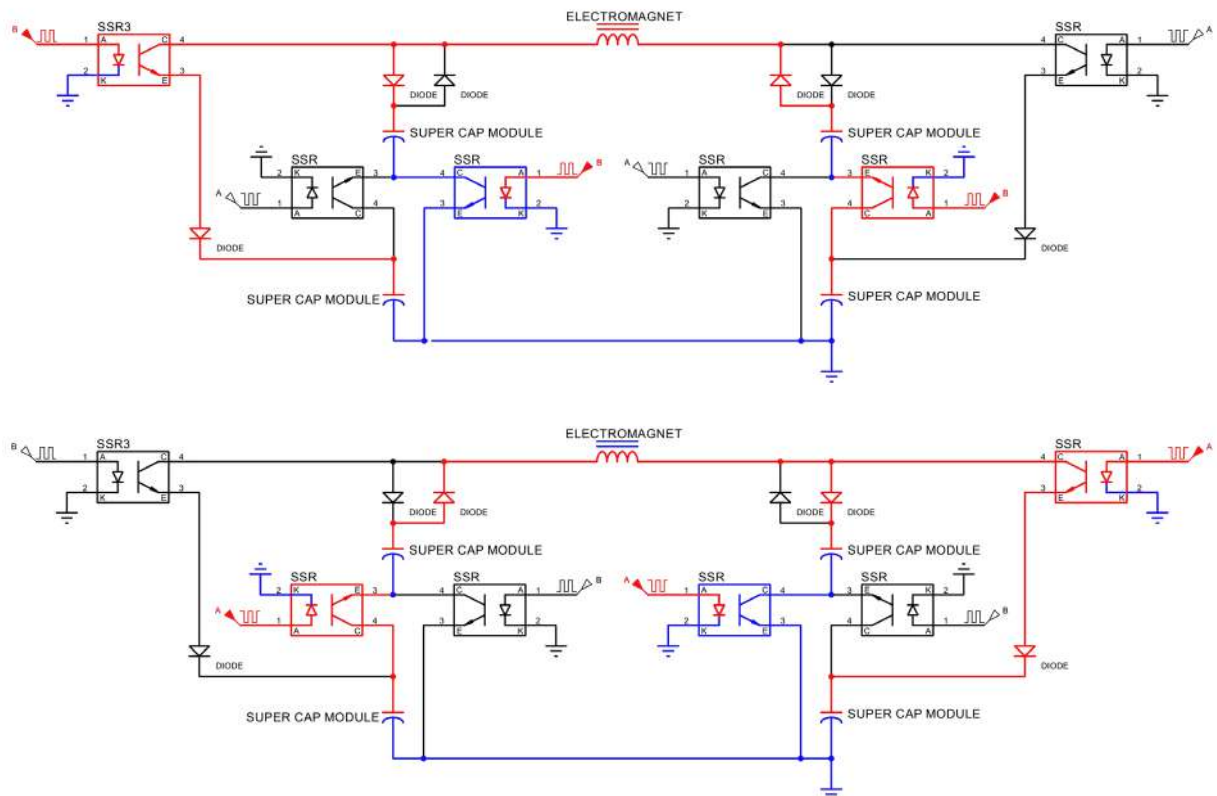 ELECTROMAGNET
B SSR3 A
1 A C 4 4 C A 1
2 K E 3 3 E K 2
DIODE DIODE DIODE DIODE
SUPER CAP MODULE SUPER CAP MODULE
SSR SSR A SSR SSR
2 K E 3 4 C A 1 B 1 A C 4 3 E K 2
A 1 A C 4 3 E K 2 2 K E 3 4 C A 1 B
DIODE DIODE
SUPER CAP MODULE SUPER CAP MODULE
ELECTROMAGNET
B SSR3 SSR A
1 A C 4 4 C A 1
2 K E 3 3 E K 2
DIODE DIODE DIODE DIODE
SUPER CAP MODULE SUPER CAP MODULE
SSR SSR A SSR SSR
2 K E 3 4 C A 1 B 1 A C 4 3 E K 2
A 1 A C 4 3 E K 2 2 K E 3 4 C A 1 B
DIODE DIODE
SUPER CAP MODULE SUPER CAP MODULE